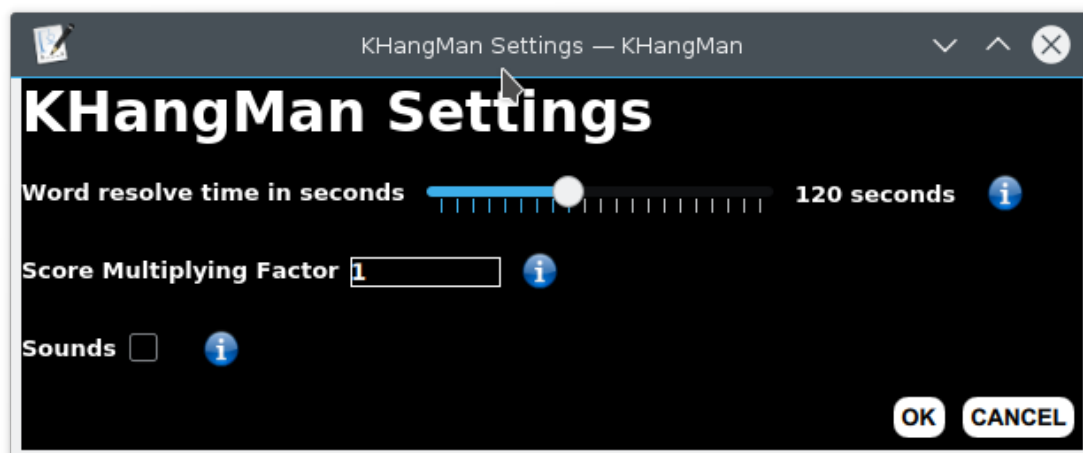 KHangMan Settings — KHangMan
KHangMan Settings
Word resolve time in seconds 120 seconds i
Score Multiplying Factor 1 i
Sounds i
OK CANCEL